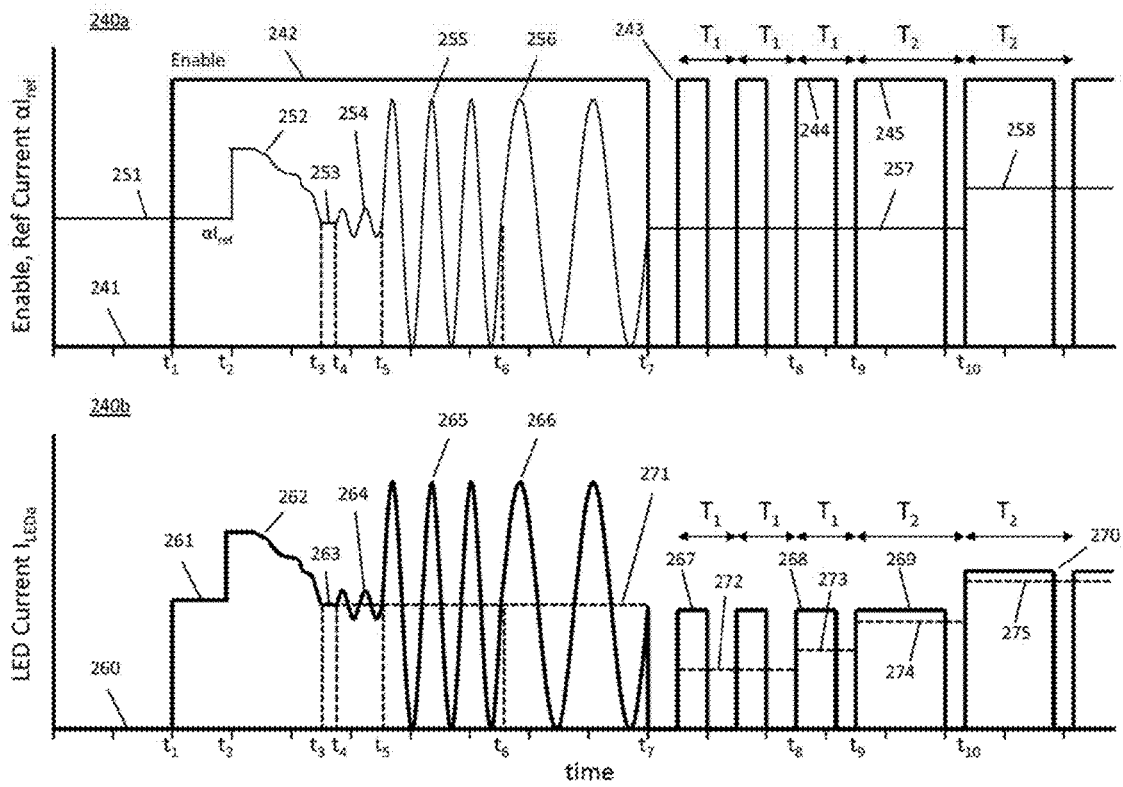 240a
242
255
256
243
T₁
T₁
T₁
T₂
T₂
Enable
252
254
244
245
258
251
253
257
αI_ref
241
Enable, Ref Current αI_ref
t₁
t₂
t₃
t₄
t₅
t₆
t₇
t₈
t₉
t₁₀
240b
265
266
271
262
264
T₁
T₁
T₁
T₂
T₂
261
263
267
272
268
273
269
270
274
275
260
LED Current I_LEDs
t₁
t₂
t₃
t₄
t₅
t₆
t₇
t₈
t₉
t₁₀
time